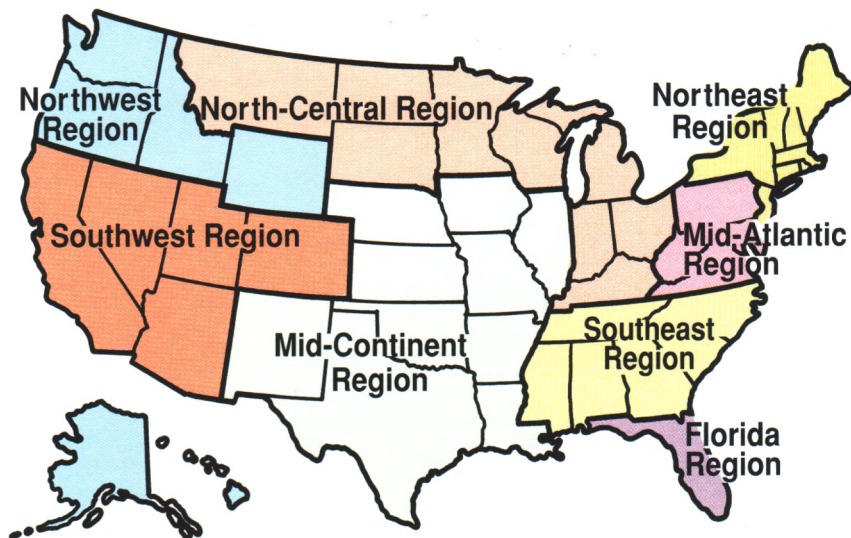 Northwest
Region
North-Central Region
Northeast
Region
Southwest Region
Mid-Atlantic
Region
Mid-Continent
Region
Southeast
Region
Florida
Region